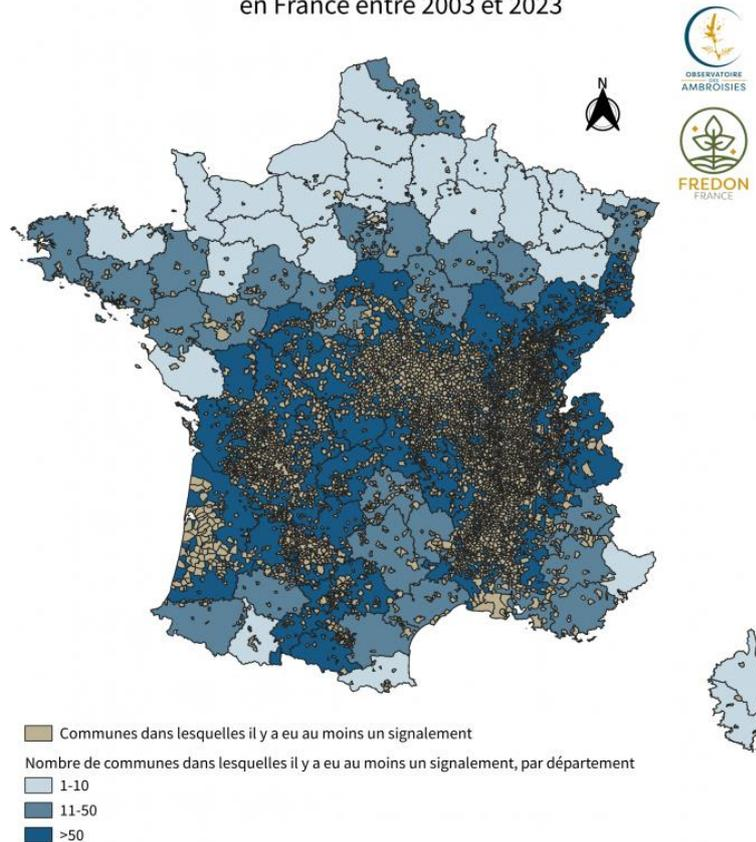 en France entre 2003 et 2023
OBSERVATOIRE
DES
AMBROISIES
N
FREDON
FRANCE
Communes dans lesquelles il y a eu au moins un signalement
Nombre de communes dans lesquelles il y a eu au moins un signalement, par département
1-10
11-50
>50